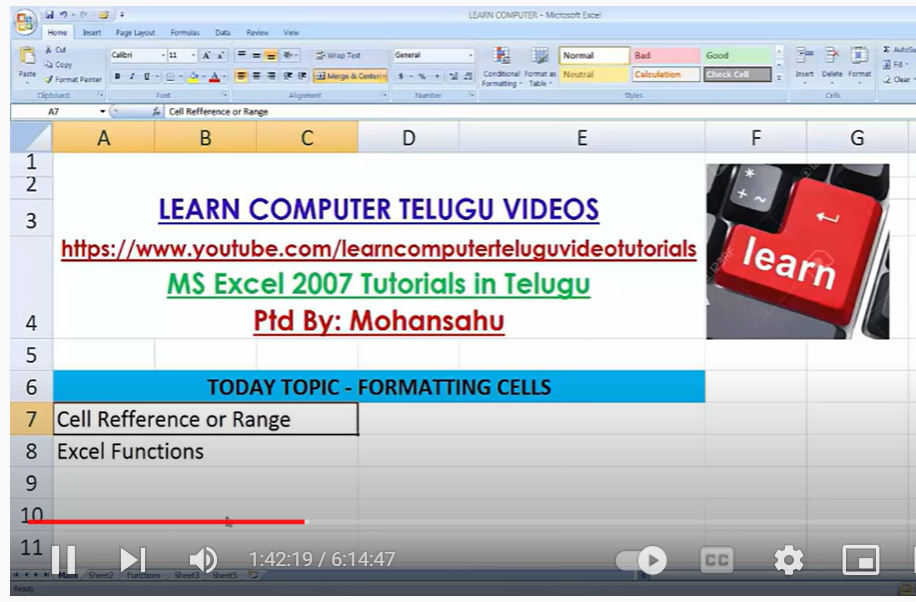 LEARN COMPUTER - Microsoft Excel
Home Insert Page Layout Formulas Data Review View
Cut
Copy
Format Painter
Paste
Clipboard
Calibri 11
B I U
Font
Wrap Text
Merge & Center
Alignment
General
$ % ,
Number
Conditional Formatting
Format as Table
Normal Bad Good
Neutral Calculation Check Cell
Styles
Insert Delete Format
Cells
Σ AutoSu
Fill
Clear
A7 fx Cell Refference or Range
A B C D E F G
1
2
3 LEARN COMPUTER TELUGU VIDEOS
https://www.youtube.com/learncomputerteluguvideotutorials
MS Excel 2007 Tutorials in Telugu
4 Ptd By: Mohansahu
* + ~
learn
5
6 TODAY TOPIC - FORMATTING CELLS
7 Cell Refference or Range
8 Excel Functions
9
10
11
1:42:19 / 6:14:47 CC
Main Sheet2 Functions Sheet3 Sheet5
Ready